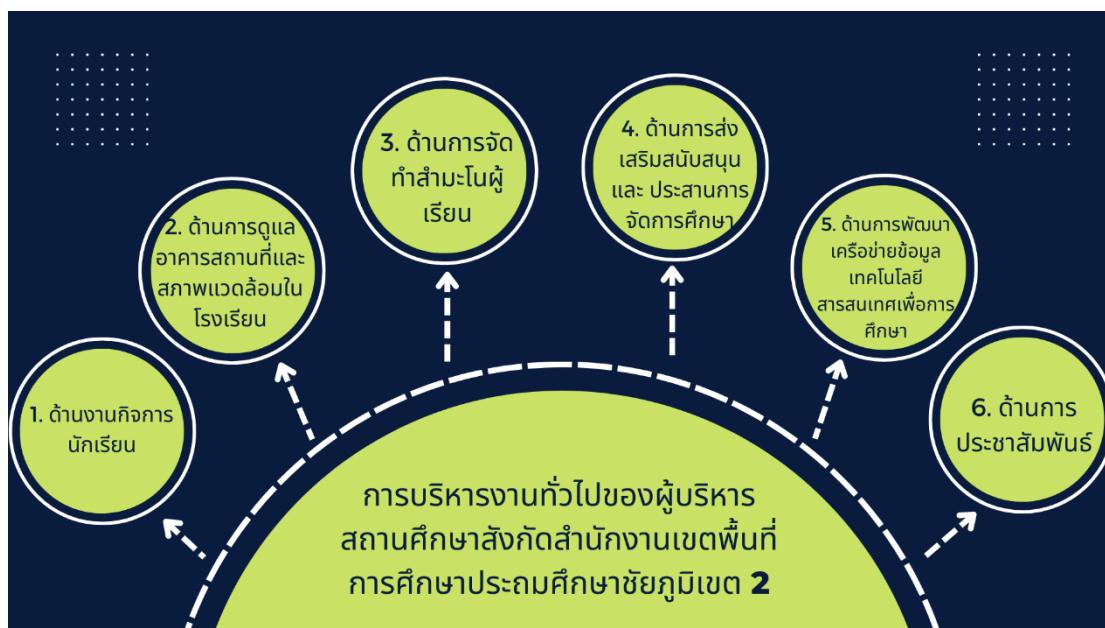 1. ด้านงานกิจการ
นักเรียน
2. ด้านการดูแล
อาคารสถานที่และ
สภาพแวดล้อมใน
โรงเรียน
3. ด้านการจัด
ทำสำมะโนผู้
เรียน
4. ด้านการส่ง
เสริมสนับสนุน
และ ประสานการ
จัดการศึกษา
5. ด้านการพัฒนา
เครือข่ายข้อมูล
เทคโนโลยี
สารสนเทศเพื่อการ
ศึกษา
6. ด้านการ
ประชาสัมพันธ์
การบริหารงานทั่วไปของผู้บริหาร
สถานศึกษาสังกัดสำนักงานเขตพื้นที่
การศึกษาประถมศึกษาชัยภูมิเขต 2